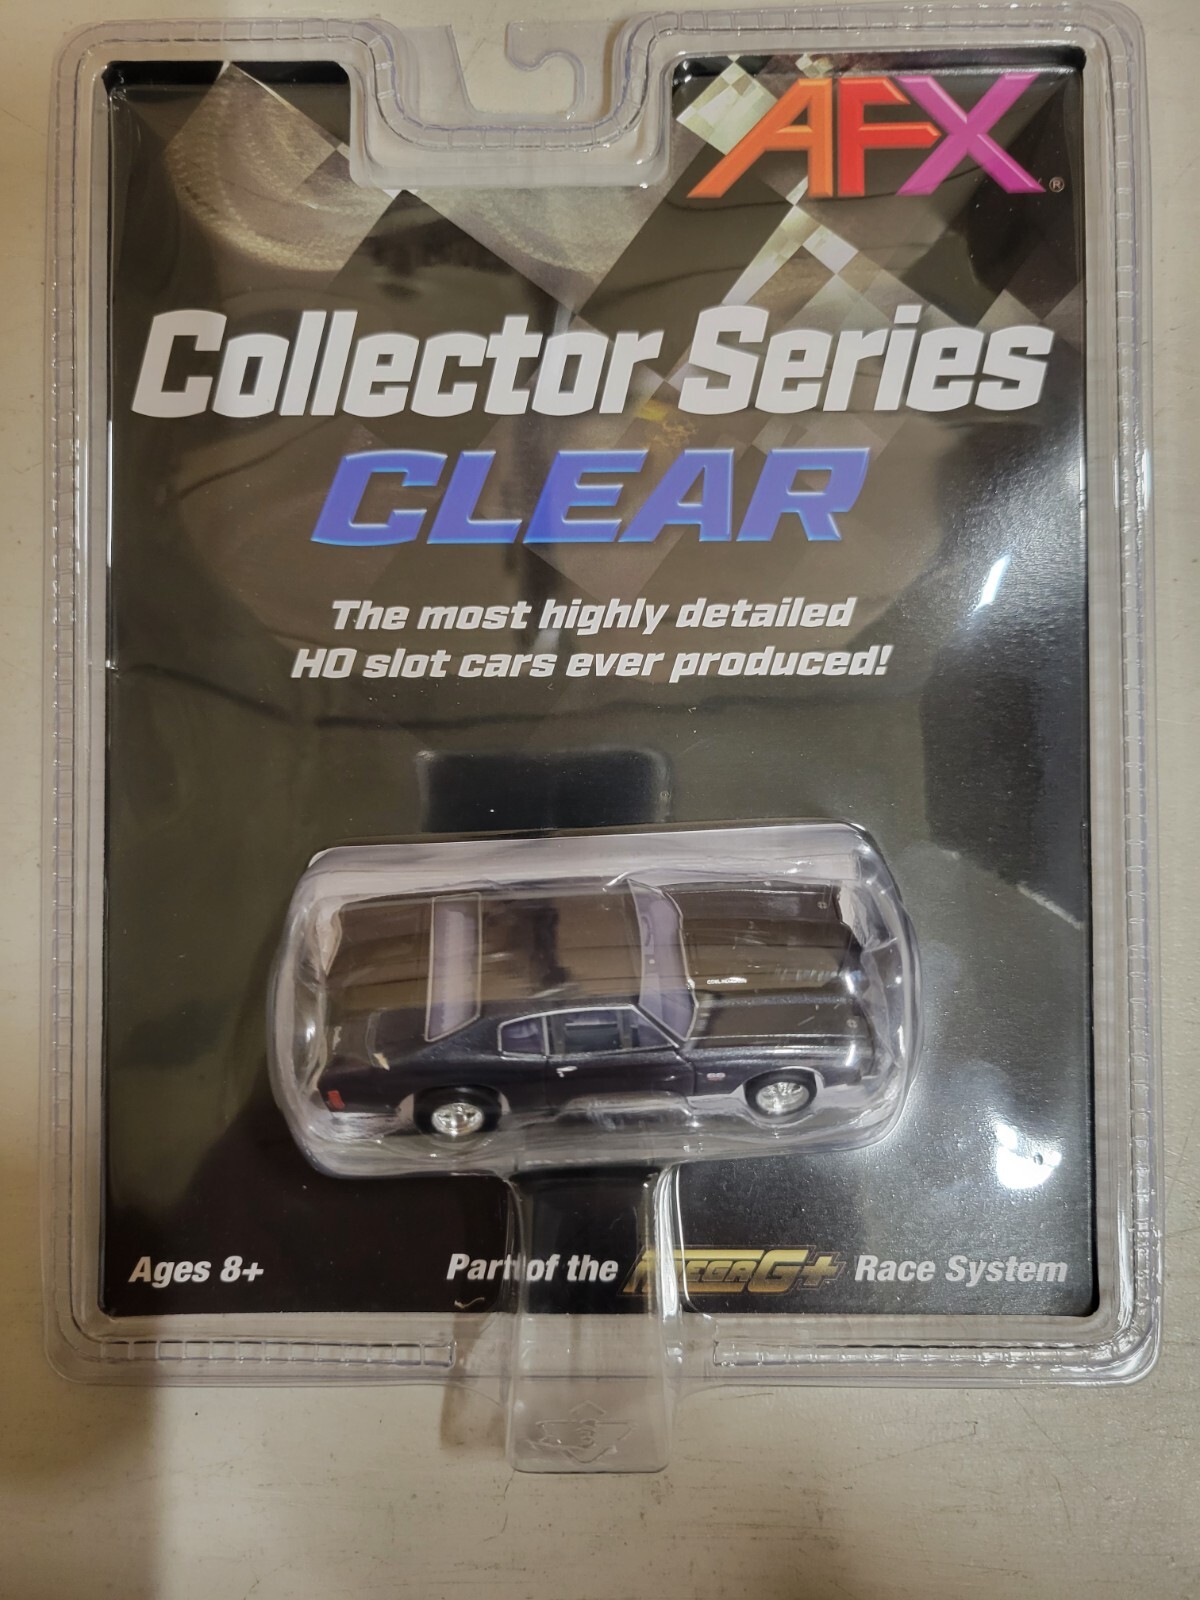 AFX
®
Collector Series
CLEAR
The most highly detailed
HO slot cars ever produced!
Ages 8+
Part of the MEGAG+ Race System